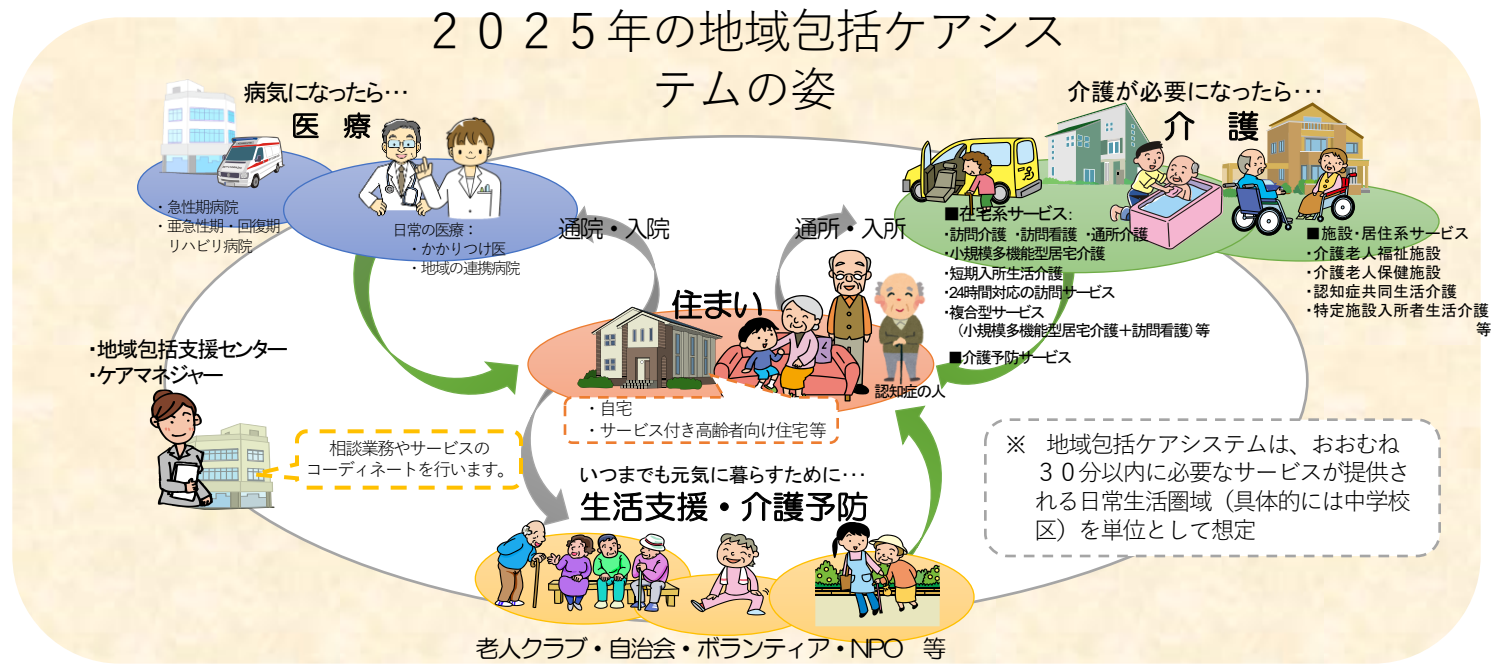 ２０２５年の地域包括ケアシス
テムの姿
病気になったら･･･
医　療
・急性期病院
・亜急性期・回復期
リハビリ病院
日常の医療：
・かかりつけ医
・地域の連携病院
通院・入院
通所・入所
介護が必要になったら･･･
介　護
■在宅系サービス：
・訪問介護　・訪問看護　・通所介護
・小規模多機能型居宅介護
・短期入所生活介護
・24時間対応の訪問サービス
・複合型サービス
（小規模多機能型居宅介護＋訪問看護）等
■介護予防サービス
■施設・居住系サービス
・介護老人福祉施設
・介護老人保健施設
・認知症共同生活介護
・特定施設入所者生活介護
等
住まい
認知症の人
・自宅
・サービス付き高齢者向け住宅等
・地域包括支援センター
・ケアマネジャー
相談業務やサービスの
コーディネートを行います。
いつまでも元気に暮らすために･･･
生活支援・介護予防
※　地域包括ケアシステムは、おおむね
３０分以内に必要なサービスが提供さ
れる日常生活圏域（具体的には中学校
区）を単位として想定
老人クラブ・自治会・ボランティア・NPO　等